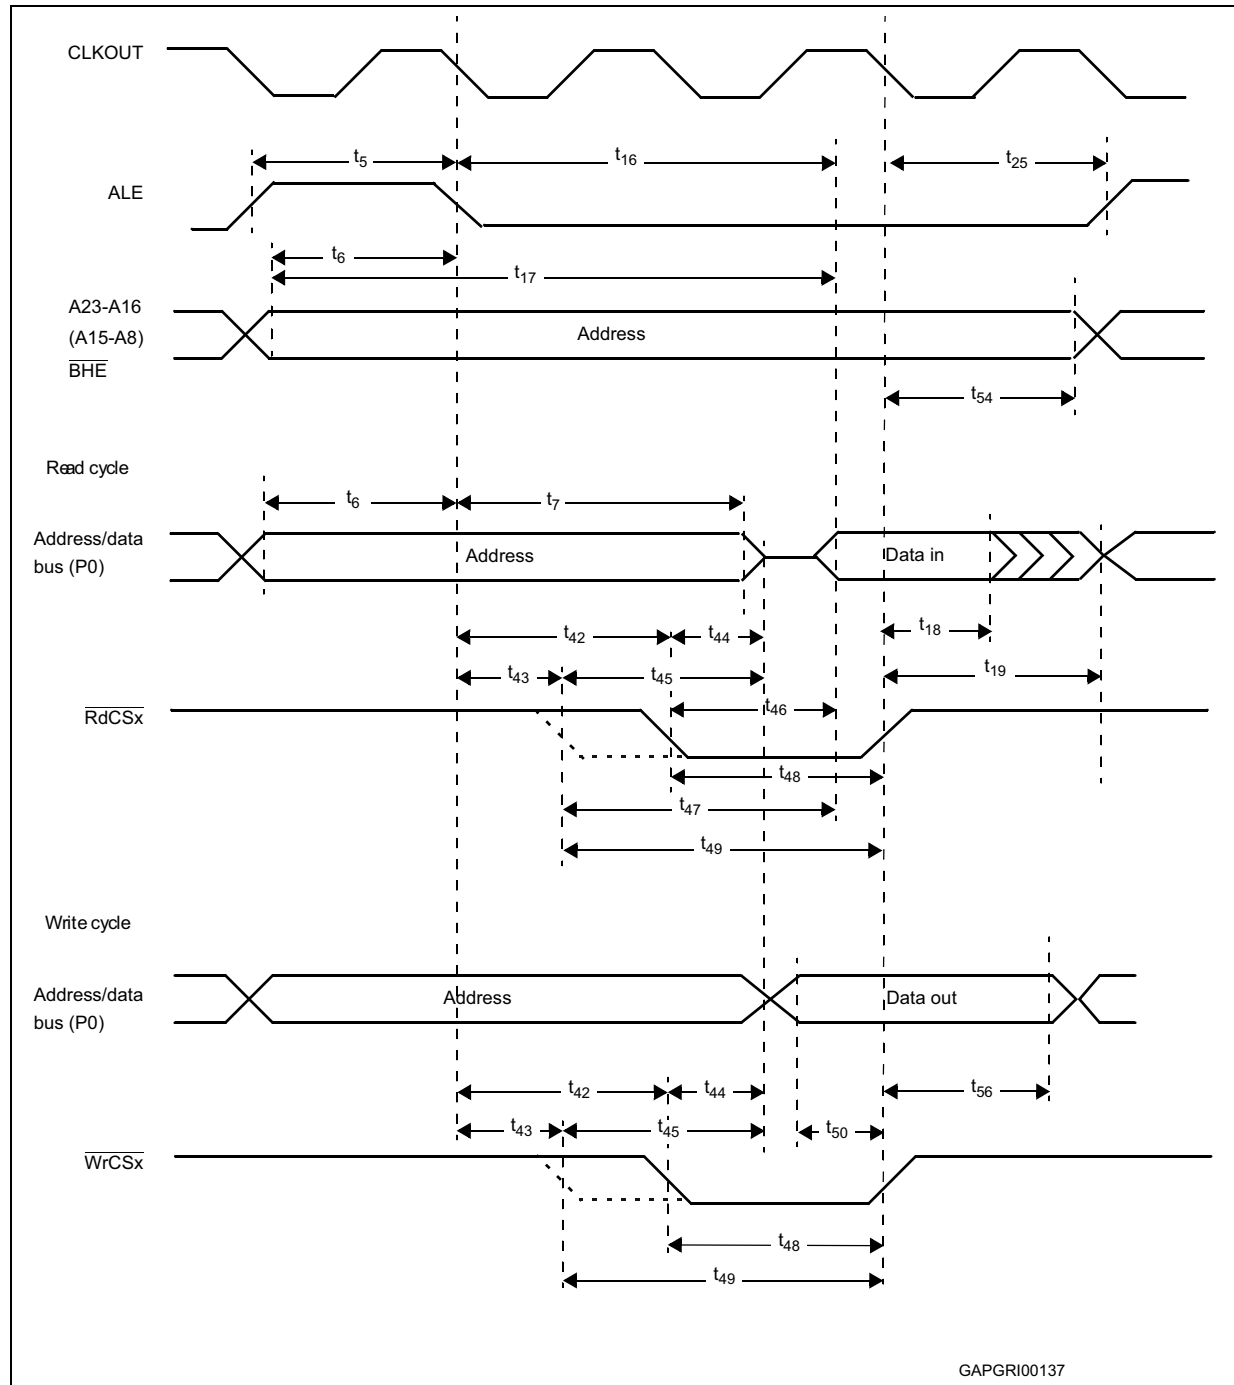 CLKOUT
t5
t16
t25
ALE
t6
t17
A23-A16
(A15-A8)
BHE
Address
t54
Read cycle
t6
t7
Address/data
bus (P0)
Address
Data in
t42
t44
t18
t43
t45
t19
RdCSx
t46
t48
t47
t49
Write cycle
Address/data
bus (P0)
Address
Data out
t42
t44
t56
t43
t45
t50
WrCSx
t48
t49
GAPGRI00137